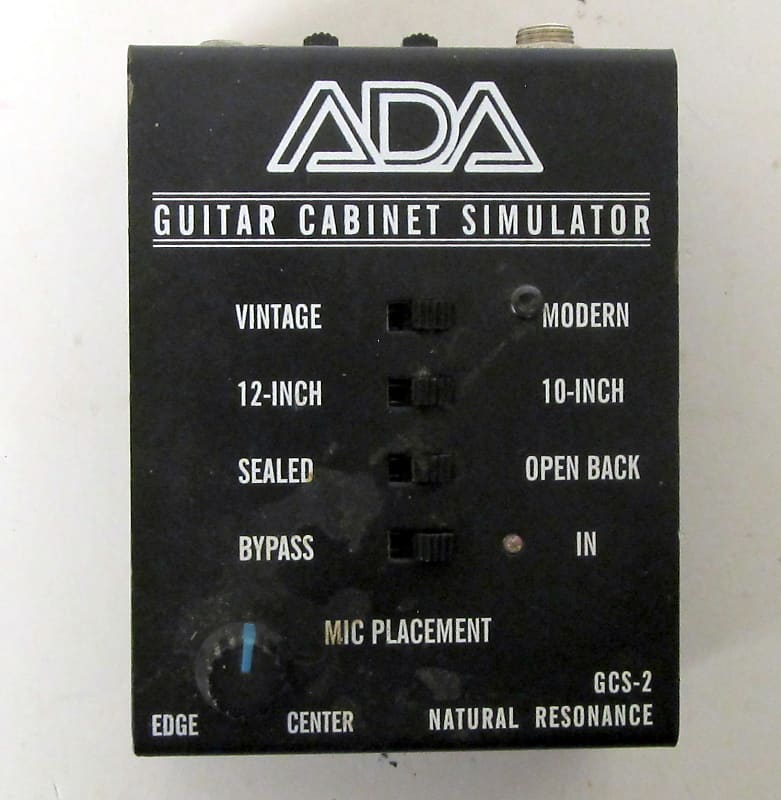 ADA
GUITAR CABINET SIMULATOR
VINTAGE MODERN
12-INCH 10-INCH
SEALED OPEN BACK
BYPASS IN
MIC PLACEMENT
GCS-2
EDGE CENTER NATURAL RESONANCE